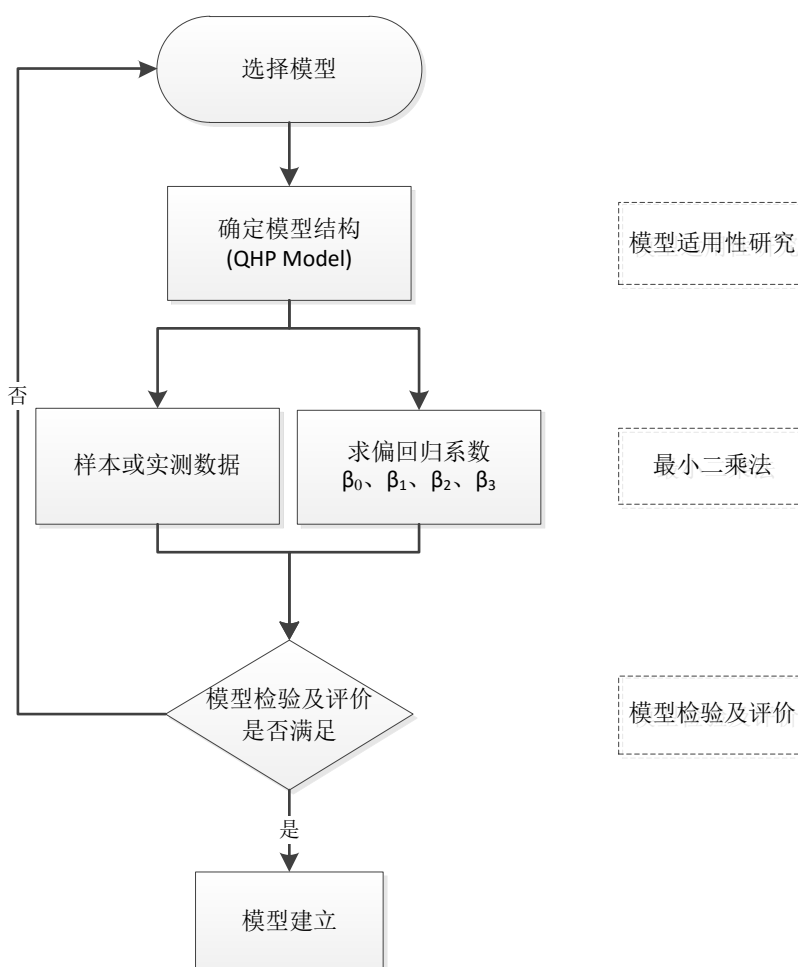 选择模型
确定模型结构
(QHP Model)
模型适用性研究
否
样本或实测数据
求偏回归系数
β₀、β₁、β₂、β₃
最小二乘法
模型检验及评价
是否满足
模型检验及评价
是
模型建立